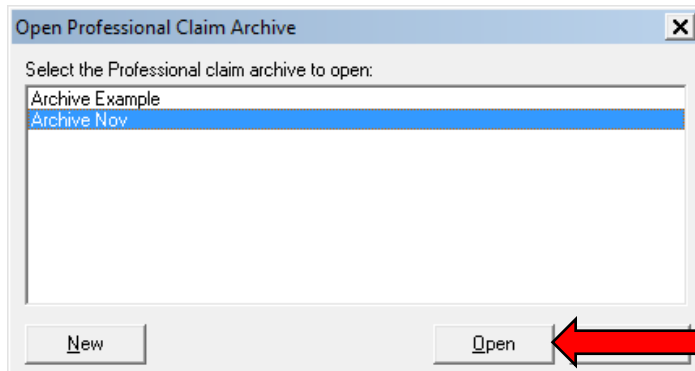 Open Professional Claim Archive
Select the Professional claim archive to open:
Archive Example
Archive Nov
New
Open